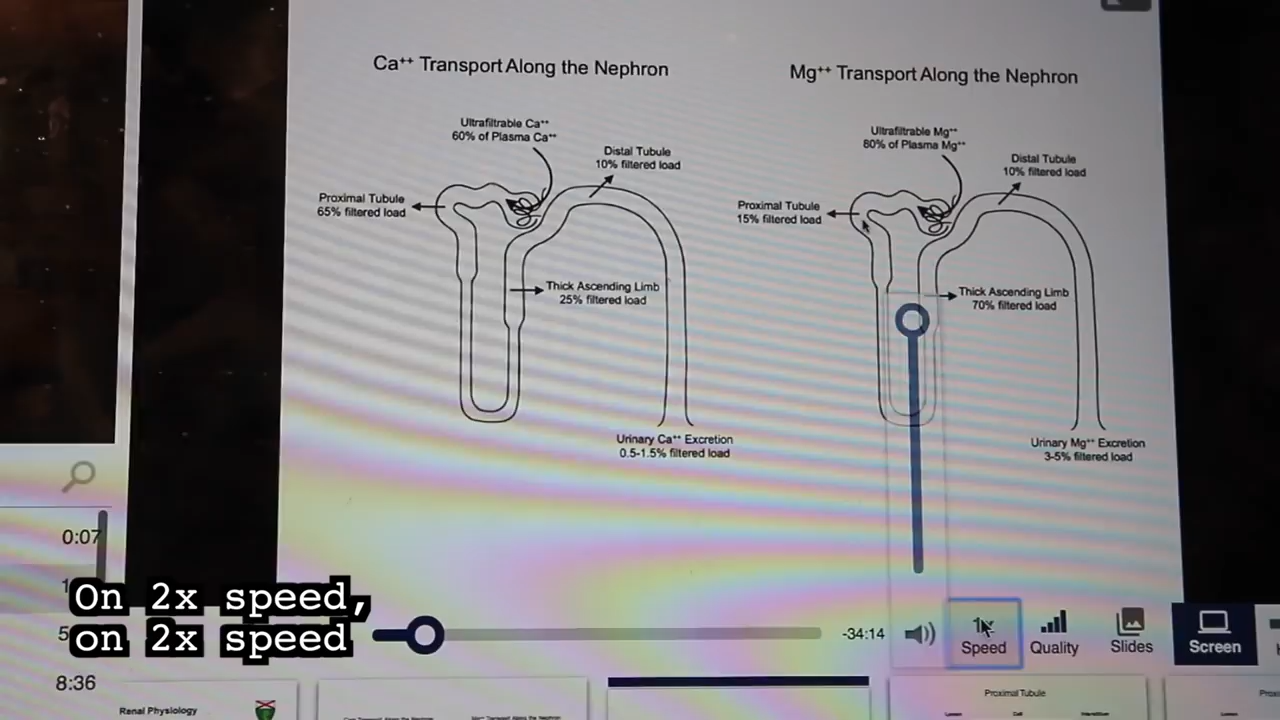 Ca⁺⁺ Transport Along the Nephron
Ultrafiltrable Ca⁺⁺
60% of Plasma Ca⁺⁺
Distal Tubule
10% filtered load
Proximal Tubule
65% filtered load
Thick Ascending Limb
25% filtered load
Urinary Ca⁺⁺ Excretion
0.5-1.5% filtered load
Mg⁺⁺ Transport Along the Nephron
Ultrafiltrable Mg⁺⁺
80% of Plasma Mg⁺⁺
Distal Tubule
10% filtered load
Proximal Tubule
15% filtered load
Thick Ascending Limb
70% filtered load
Urinary Mg⁺⁺ Excretion
3-5% filtered load
0:07
On 2x speed,
on 2x speed
8:36
-34:14
Speed
Quality
Slides
Screen
Renal Physiology
Proximal Tubule